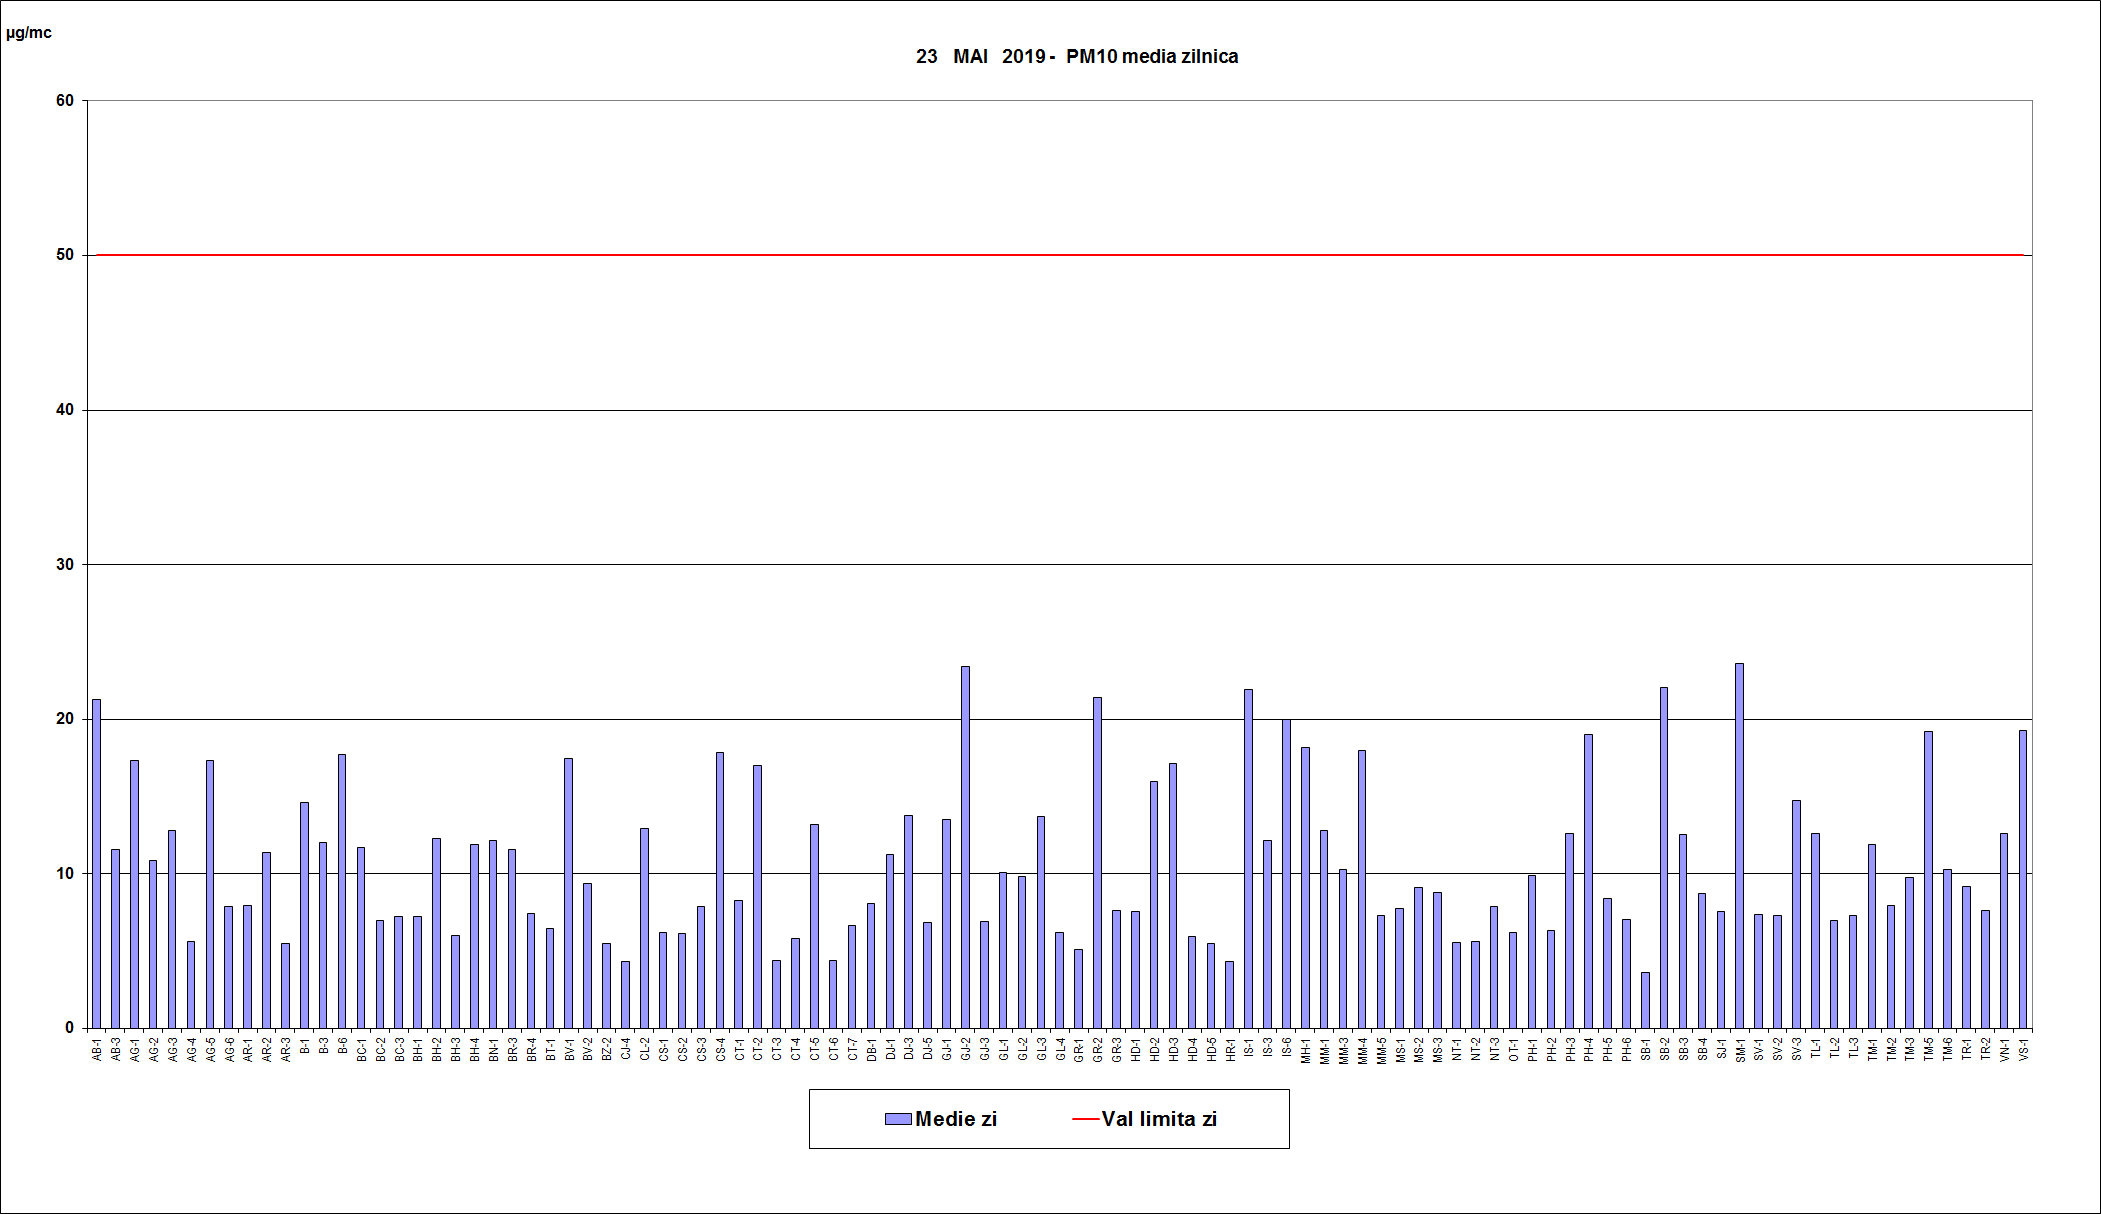 µg/mc
23 MAI 2019 - PM10 media zilnica
60
50
40
30
20
10
0
AB-1 AB-3 AG-1 AG-2 AG-3 AG-4 AG-5 AG-6 AR-1 AR-2 AR-3 B-1 B-3 B-6 BC-1 BC-2 BC-3 BH-1 BH-2 BH-3 BH-4 BN-1 BR-3 BR-4 BT-1 BV-1 BV-2 BZ-2 CJ-4 CL-2 CS-1 CS-2 CS-3 CS-4 CT-1 CT-2 CT-3 CT-4 CT-5 CT-6 CT-7 DB-1 DJ-1 DJ-3 DJ-5 GJ-1 GJ-2 GJ-3 GL-1 GL-2 GL-3 GL-4 GR-1 GR-2 GR-3 HD-1 HD-2 HD-3 HD-4 HD-5 HR-1 IS-1 IS-3 IS-6 MH-1 MM-1 MM-3 MM-4 MM-5 MS-1 MS-2 MS-3 NT-1 NT-2 NT-3 OT-1 PH-1 PH-2 PH-3 PH-4 PH-5 PH-6 SB-1 SB-2 SB-3 SB-4 SJ-1 SM-1 SV-1 SV-2 SV-3 TL-1 TL-2 TL-3 TM-1 TM-2 TM-3 TM-5 TM-6 TR-1 TR-2 VN-1 VS-1
Medie zi Val limita zi